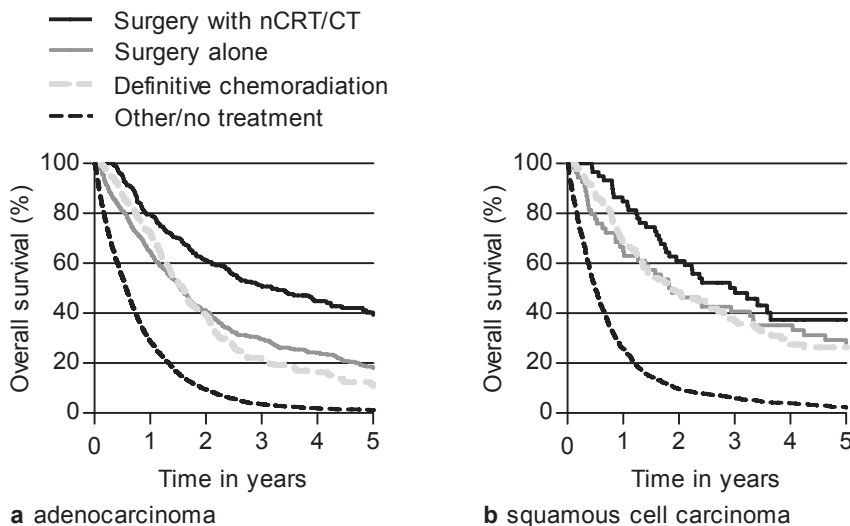 Surgery with nCRT/CT
Surgery alone
Definitive chemoradiation
Other/no treatment
Overall survival (%)
100
80
60
40
20
0
0 1 2 3 4 5
Time in years
a adenocarcinoma
Overall survival (%)
100
80
60
40
20
0
0 1 2 3 4 5
Time in years
b squamous cell carcinoma